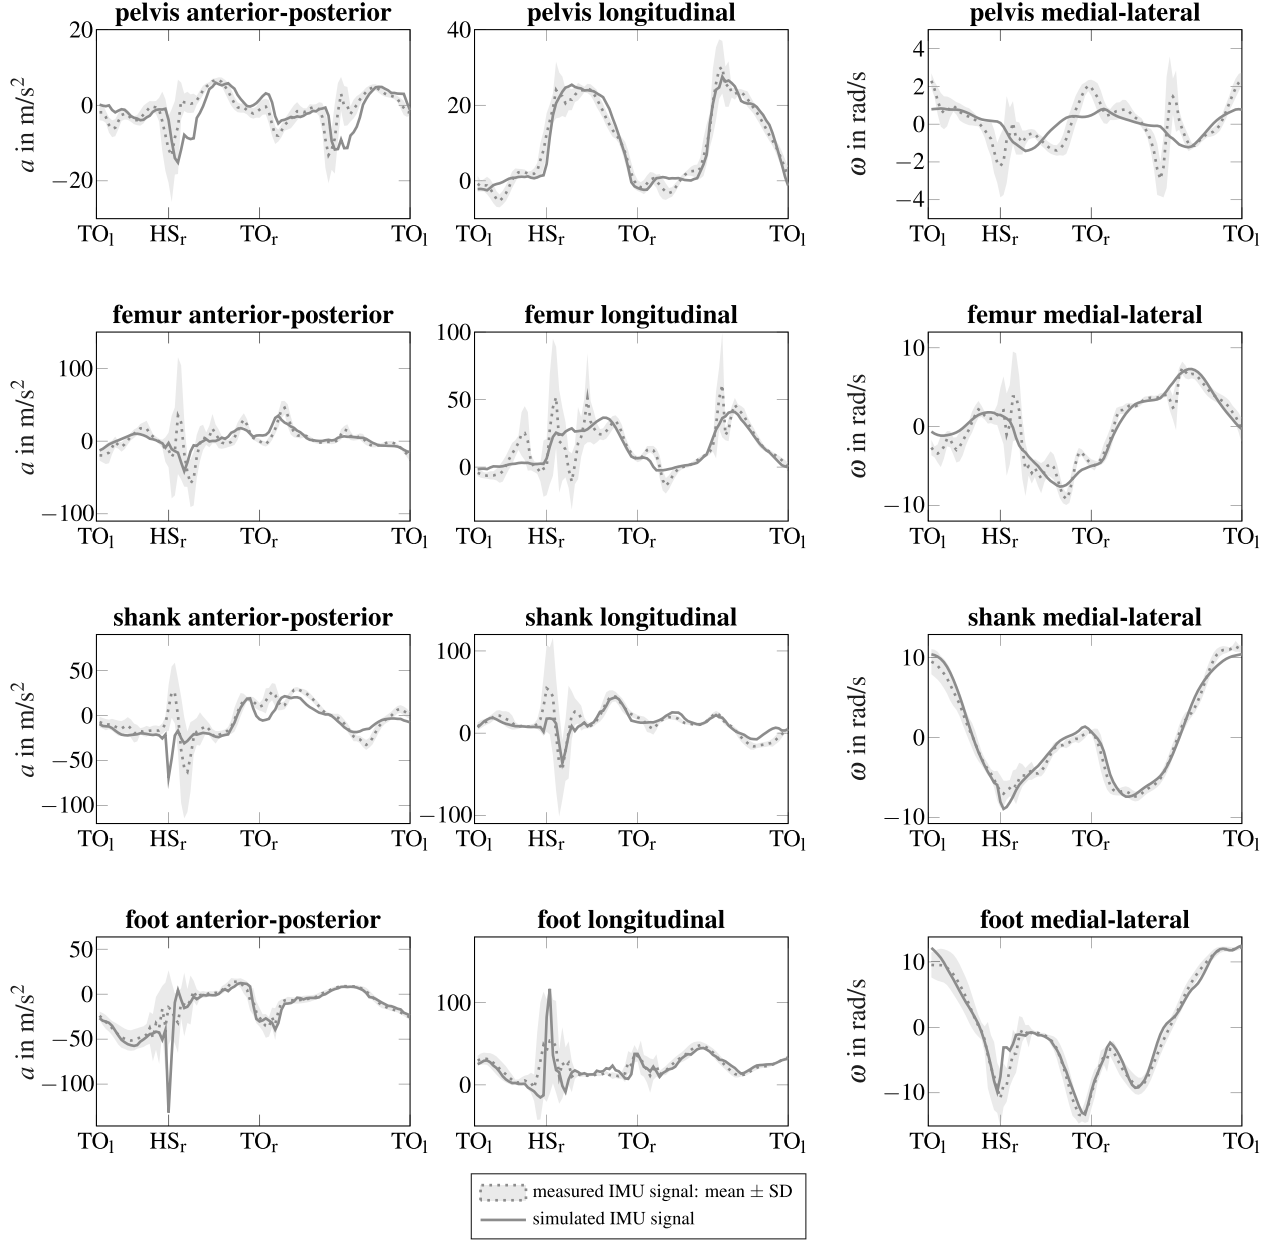 pelvis anterior-posterior pelvis longitudinal pelvis medial-lateral
a in m/s² 20 0 −20 TOl HSr TOr TOl
40 20 0 TOl HSr TOr TOl
ω in rad/s 4 2 0 −2 −4 TOl HSr TOr TOl
femur anterior-posterior femur longitudinal femur medial-lateral
a in m/s² 100 0 −100 TOl HSr TOr TOl
100 50 0 TOl HSr TOr TOl
ω in rad/s 10 0 −10 TOl HSr TOr TOl
shank anterior-posterior shank longitudinal shank medial-lateral
a in m/s² 50 0 −50 −100 TOl HSr TOr TOl
100 0 −100 TOl HSr TOr TOl
ω in rad/s 10 0 −10 TOl HSr TOr TOl
foot anterior-posterior foot longitudinal foot medial-lateral
a in m/s² 50 0 −50 −100 TOl HSr TOr TOl
100 0 TOl HSr TOr TOl
ω in rad/s 10 0 −10 TOl HSr TOr TOl
measured IMU signal: mean ± SD
simulated IMU signal